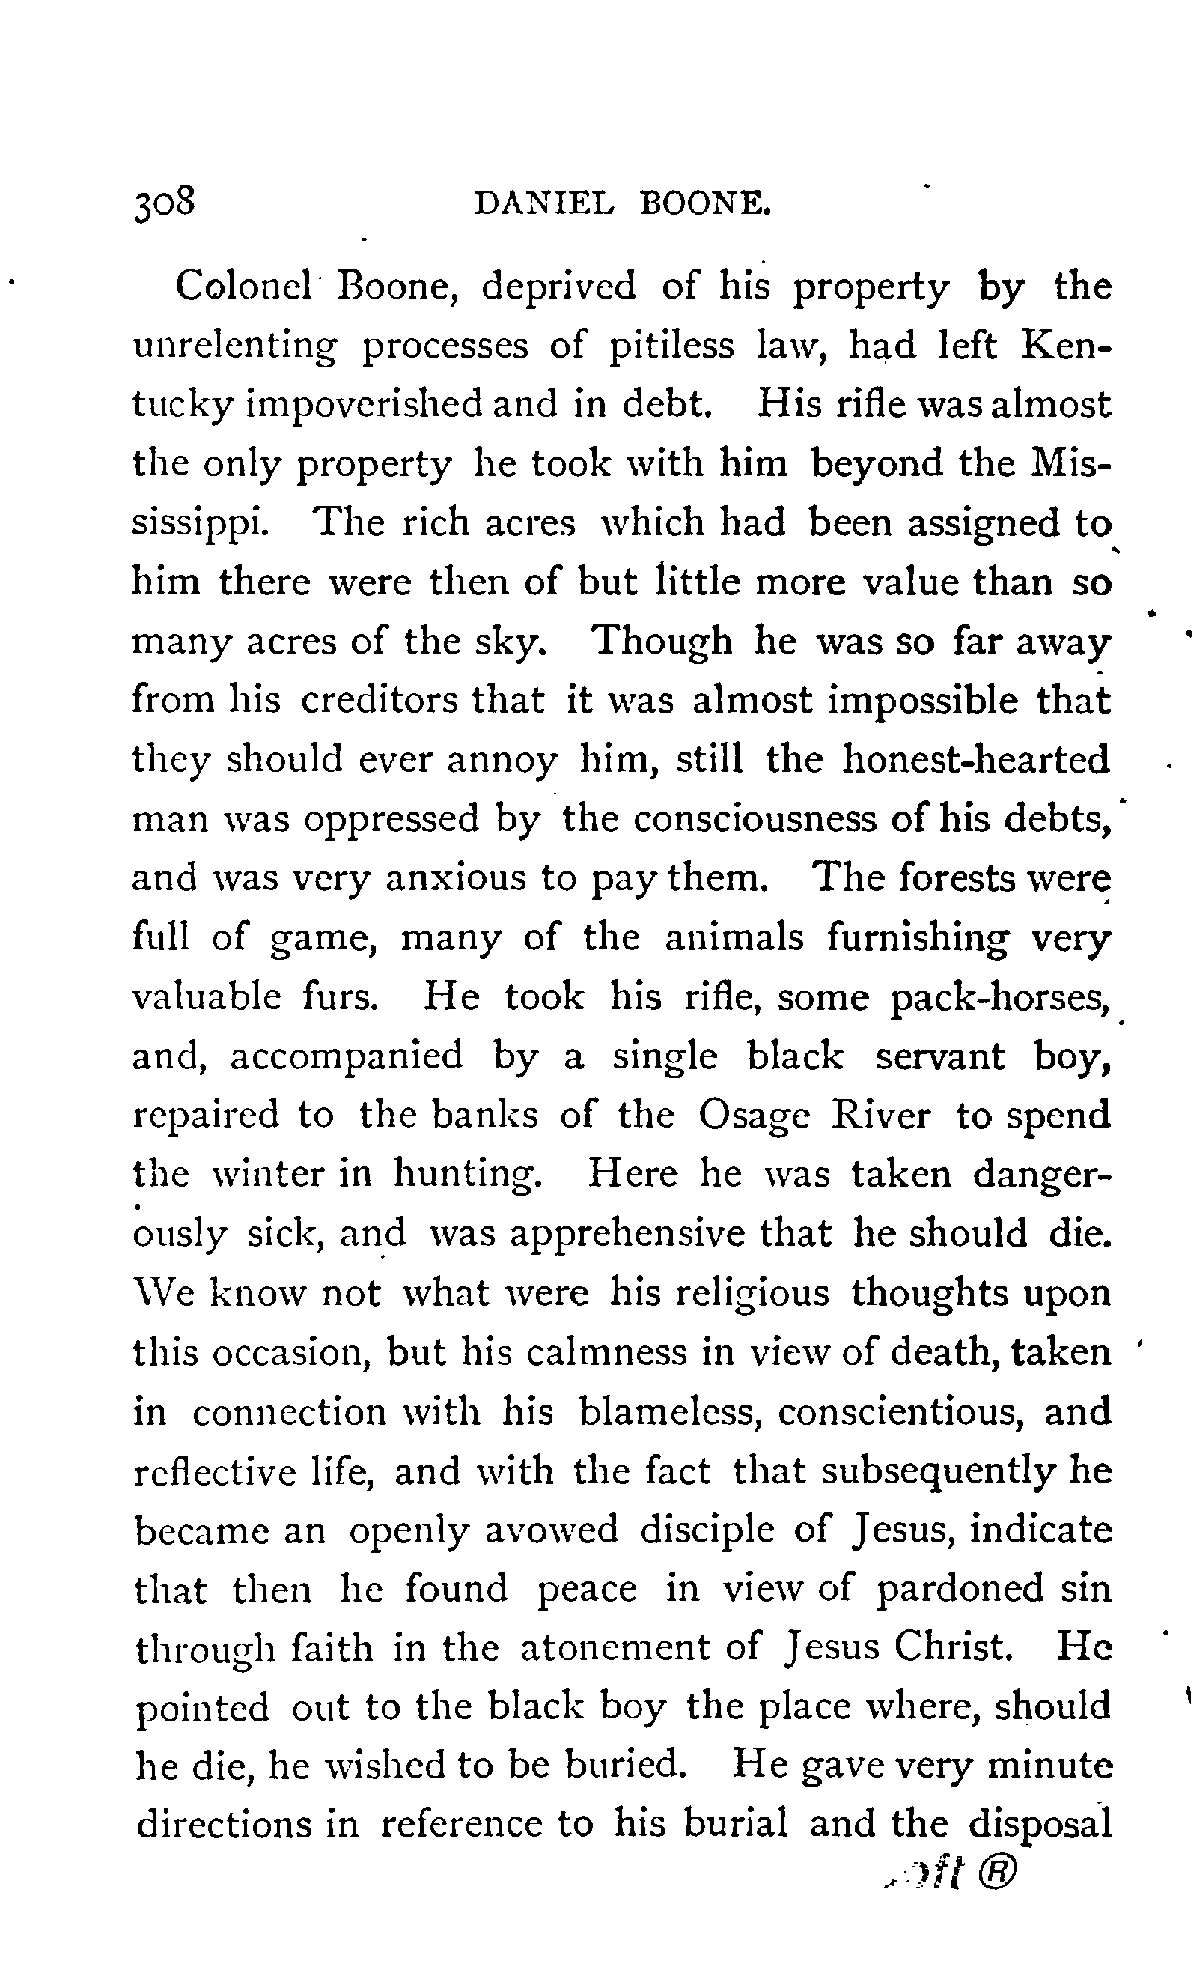 308 DANIEL BOONE.
Colonel Boone, deprived of his property by the
unrelenting processes of pitiless law, had left Ken-
tucky impoverished and in debt. His rifle was almost
the only property he took with him beyond the Mis-
sissippi. The rich acres which had been assigned to
him there were then of but little more value than so
many acres of the sky. Though he was so far away
from his creditors that it was almost impossible that
they should ever annoy him, still the honest-hearted
man was oppressed by the consciousness of his debts,
and was very anxious to pay them. The forests were
full of game, many of the animals furnishing very
valuable furs. He took his rifle, some pack-horses,
and, accompanied by a single black servant boy,
repaired to the banks of the Osage River to spend
the winter in hunting. Here he was taken danger-
ously sick, and was apprehensive that he should die.
We know not what were his religious thoughts upon
this occasion, but his calmness in view of death, taken
in connection with his blameless, conscientious, and
reflective life, and with the fact that subsequently he
became an openly avowed disciple of Jesus, indicate
that then he found peace in view of pardoned sin
through faith in the atonement of Jesus Christ. He
pointed out to the black boy the place where, should
he die, he wished to be buried. He gave very minute
directions in reference to his burial and the disposal
®